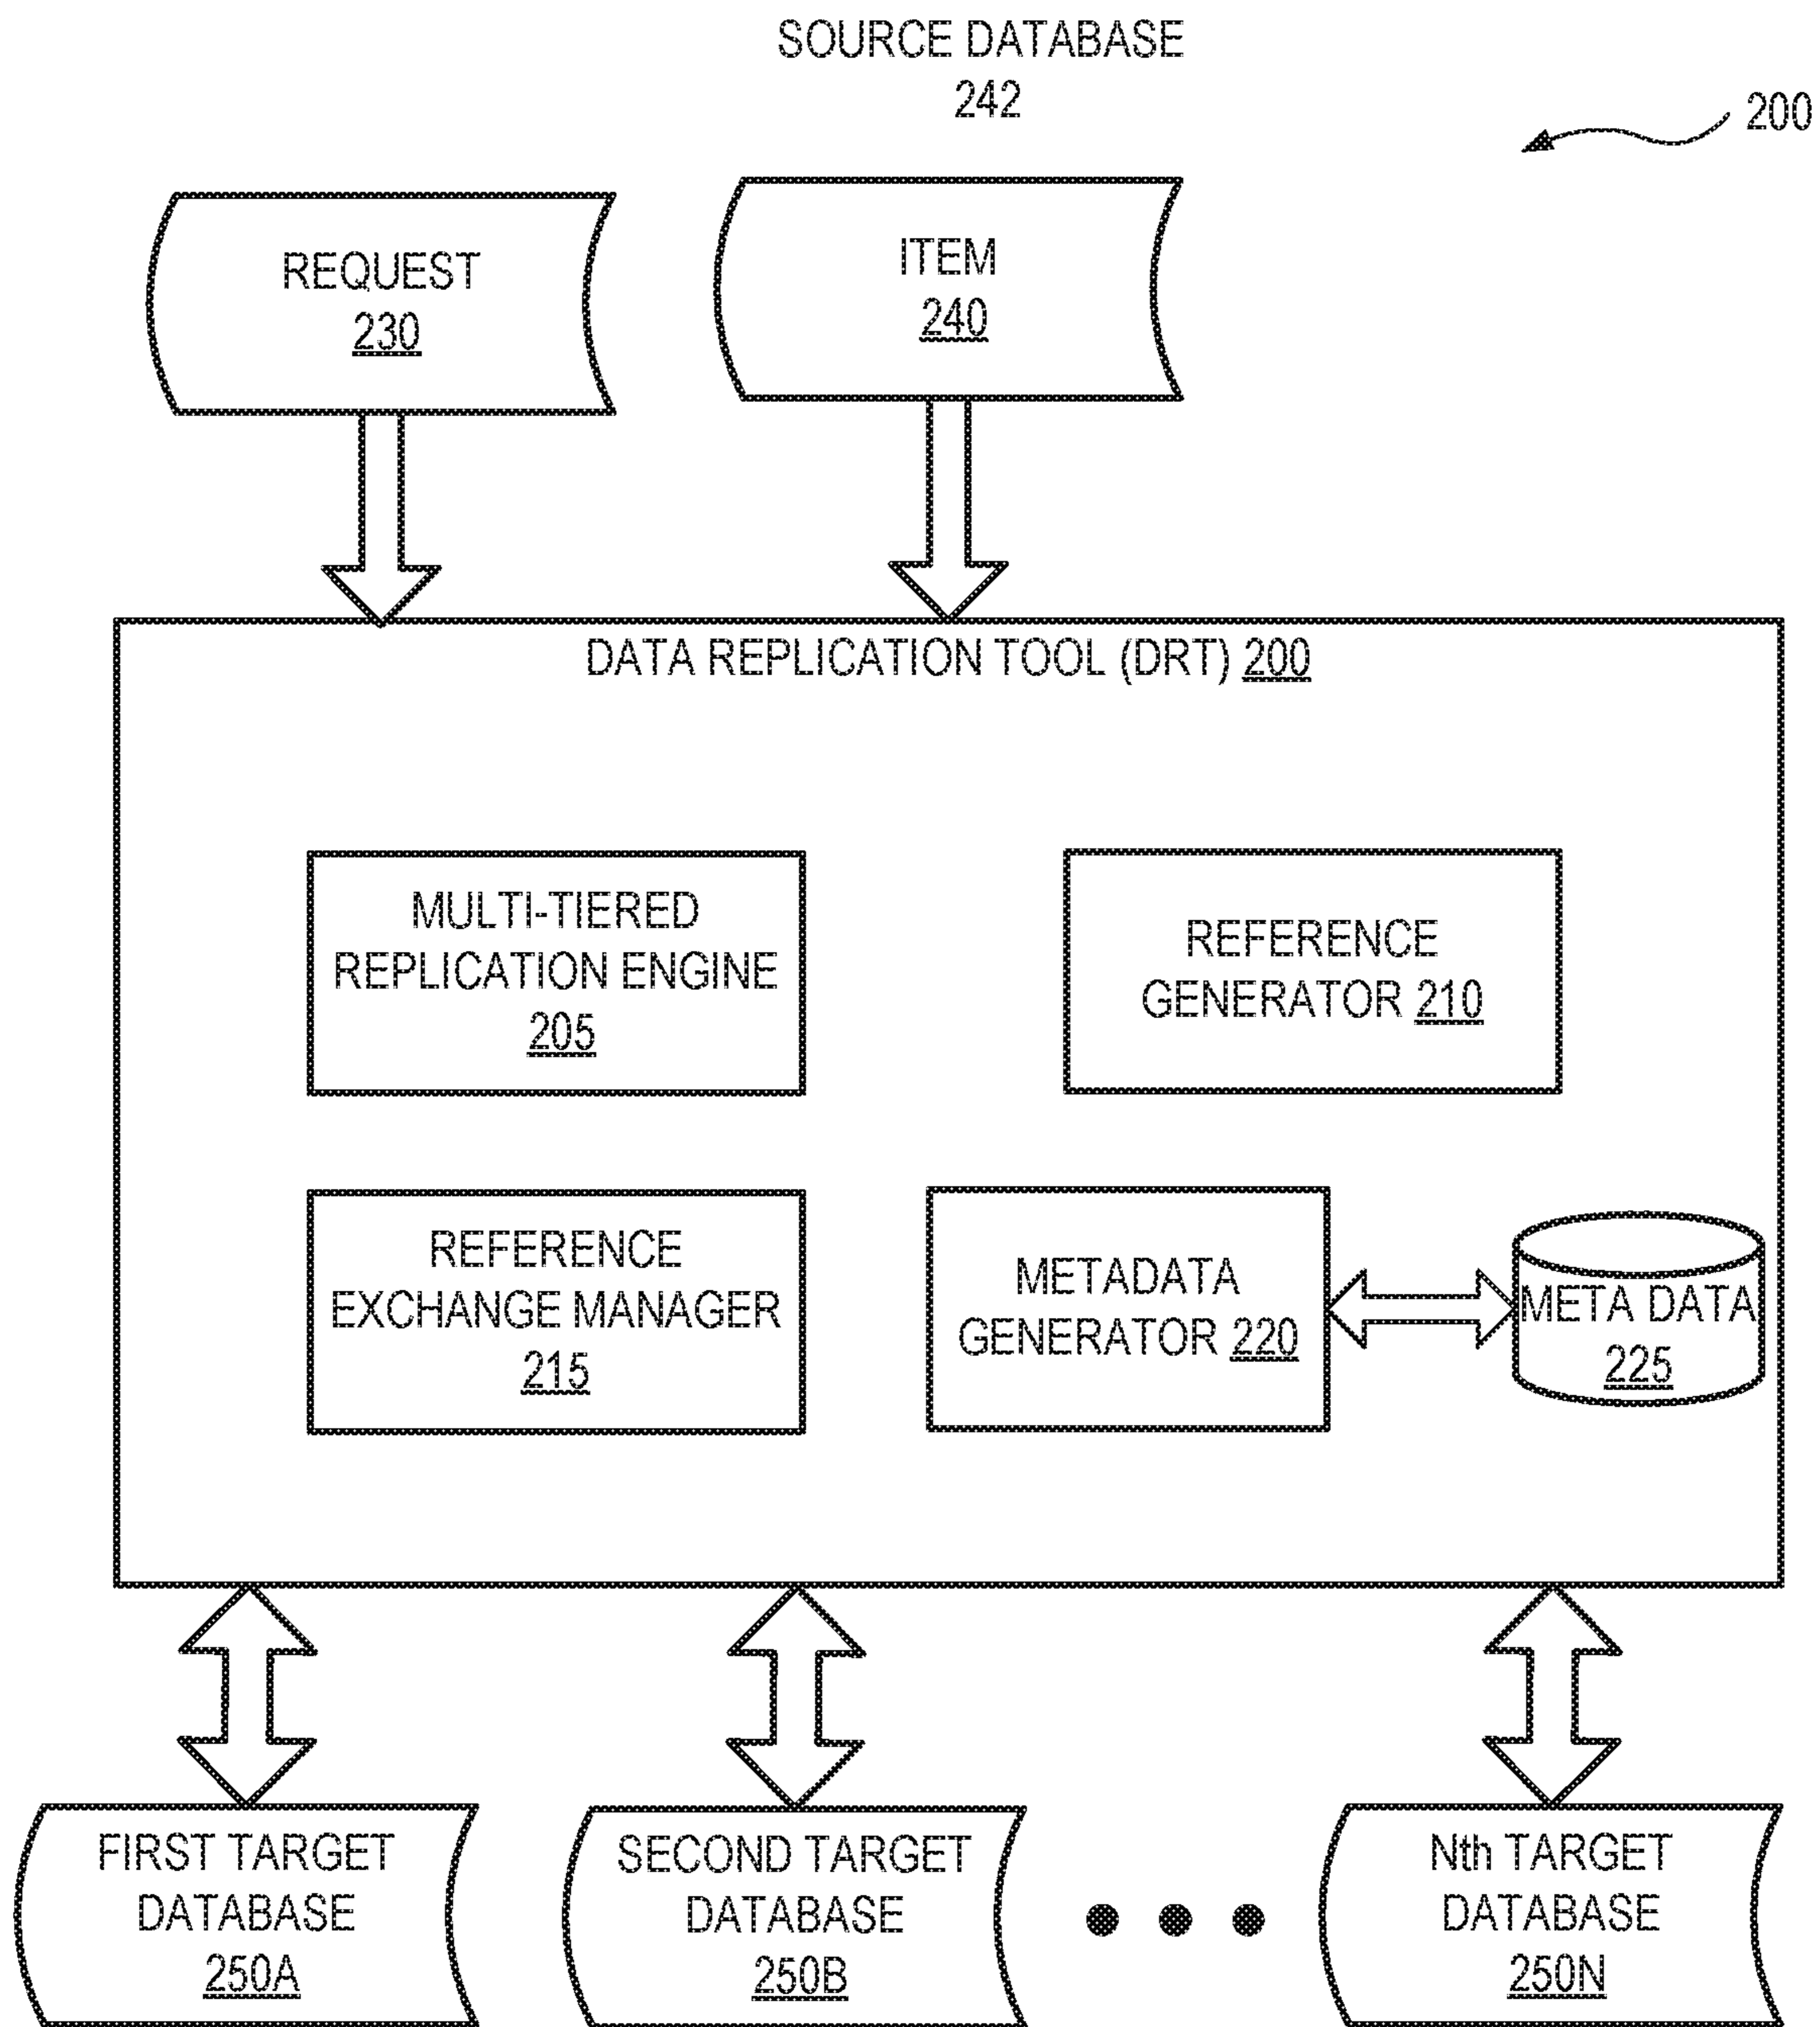 SOURCE DATABASE
242
200
REQUEST
230
ITEM
240
DATA REPLICATION TOOL (DRT) 200
MULTI-TIERED
REPLICATION ENGINE
205
REFERENCE
GENERATOR 210
REFERENCE
EXCHANGE MANAGER
215
METADATA
GENERATOR 220
META DATA
225
FIRST TARGET
DATABASE
250A
SECOND TARGET
DATABASE
250B
Nth TARGET
DATABASE
250N